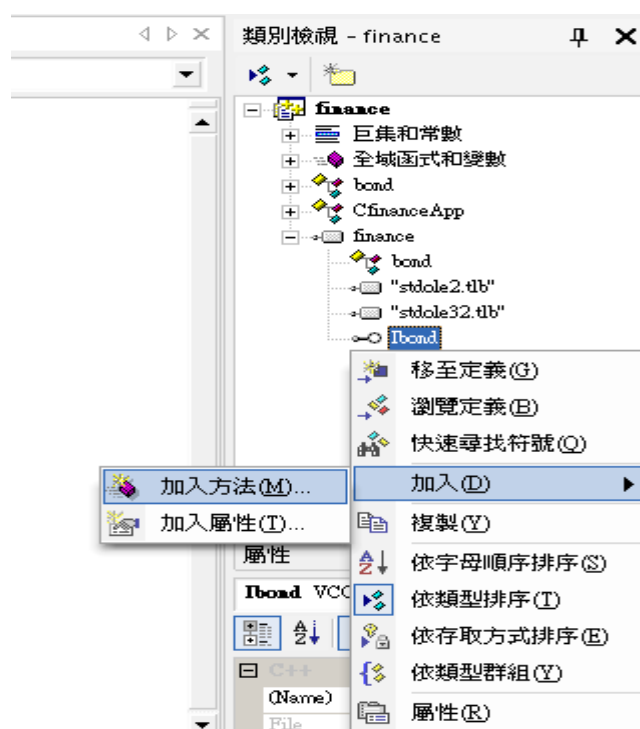 類別檢視 - finance
finance
巨集和常數
全域函式和變數
bond
CfinanceApp
finance
bond
"stdole2.tlb"
"stdole32.tlb"
Ibond
移至定義(G)
瀏覽定義(B)
快速尋找符號(Q)
加入(D)
加入方法(M)...
加入屬性(T)...
複製(Y)
依字母順序排序(S)
依類型排序(T)
依存取方式排序(E)
依類型群組(Y)
屬性(R)
屬性
Ibond VCC
C++
(Name)
File